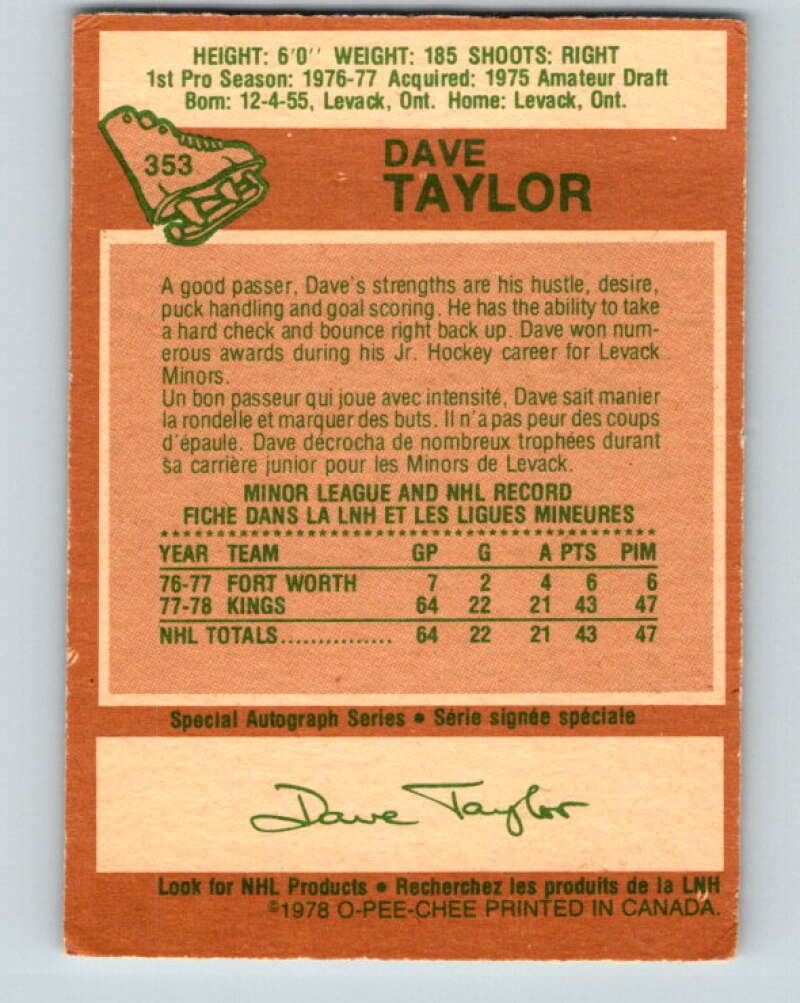 HEIGHT: 6'0'' WEIGHT: 185 SHOOTS: RIGHT
1st Pro Season: 1976-77 Acquired: 1975 Amateur Draft
Born: 12-4-55, Levack, Ont. Home: Levack, Ont.
353
DAVE
TAYLOR
A good passer, Dave's strengths are his hustle, desire,
puck handling and goal scoring. He has the ability to take
a hard check and bounce right back up. Dave won num-
erous awards during his Jr. Hockey career for Levack
Minors.
Un bon passeur qui joue avec intensité, Dave sait manier
la rondelle et marquer des buts. Il n'a pas peur des coups
d'épaule. Dave décrocha de nombreux trophées durant
sa carrière junior pour les Minors de Levack.
MINOR LEAGUE AND NHL RECORD
FICHE DANS LA LNH ET LES LIGUES MINEURES
YEAR TEAM GP G A PTS PIM
76-77 FORT WORTH 7 2 4 6 6
77-78 KINGS 64 22 21 43 47
NHL TOTALS................ 64 22 21 43 47
Special Autograph Series • Série signée spéciale
Dave Taylor
Look for NHL Products • Recherchez les produits de la LNH
©1978 O-PEE-CHEE PRINTED IN CANADA.